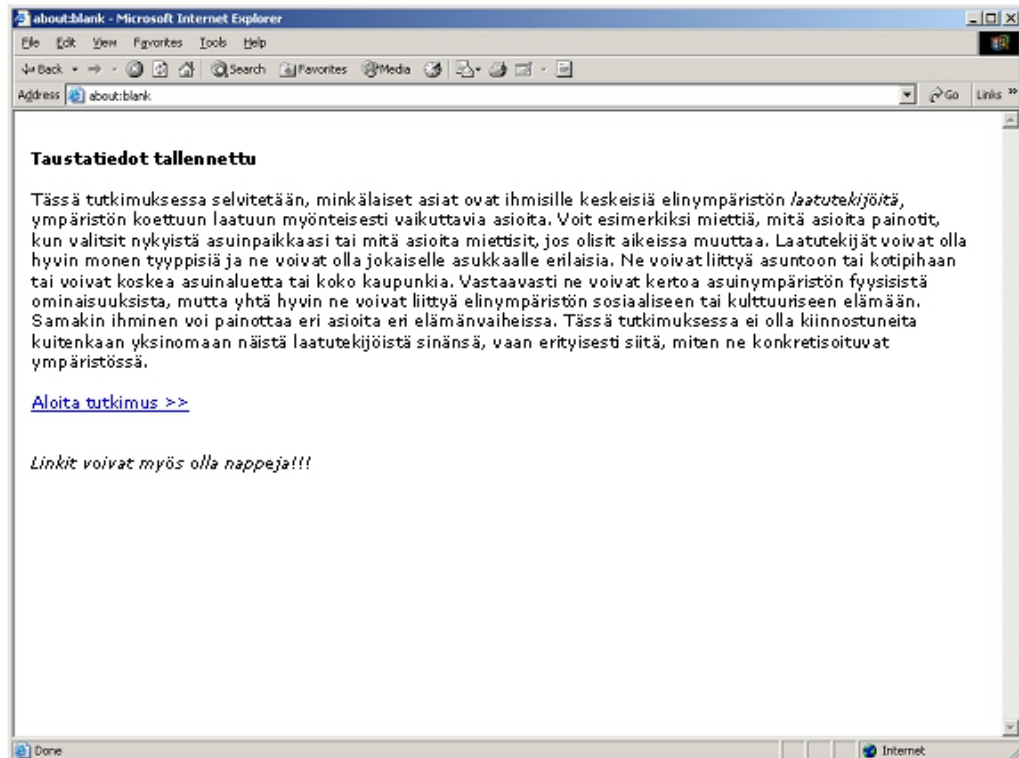 about:blank - Microsoft Internet Explorer
File Edit View Favorites Tools Help
Back Search Favorites Media
Address about:blank Go Links »
Taustatiedot tallennettu
Tässä tutkimuksessa selvitetään, minkälaiset asiat ovat ihmisille keskeisiä elinympäristön laatutekijöitä,
ympäristön koettuun laatuun myönteisesti vaikuttavia asioita. Voit esimerkiksi miettiä, mitä asioita painotit,
kun valitsit nykyistä asuinpaikkaasi tai mitä asioita miettisit, jos olisit aikeissa muuttaa. Laatutekijät voivat olla
hyvin monen tyyppisiä ja ne voivat olla jokaiselle asukkaalle erilaisia. Ne voivat liittyä asuntoon tai kotipihaan
tai voivat koskea asuinaluetta tai koko kaupunkia. Vastaavasti ne voivat kertoa asuinympäristön fyysisistä
ominaisuuksista, mutta yhtä hyvin ne voivat liittyä elinympäristön sosiaaliseen tai kulttuuriseen elämään.
Samakin ihminen voi painottaa eri asioita eri elämänvaiheissa. Tässä tutkimuksessa ei olla kiinnostuneita
kuitenkaan yksinomaan näistä laatutekijöistä sinänsä, vaan erityisesti siitä, miten ne konkretisoituvat
ympäristössä.
Aloita tutkimus >>
Linkit voivat myös olla nappeja!!!
Done Internet